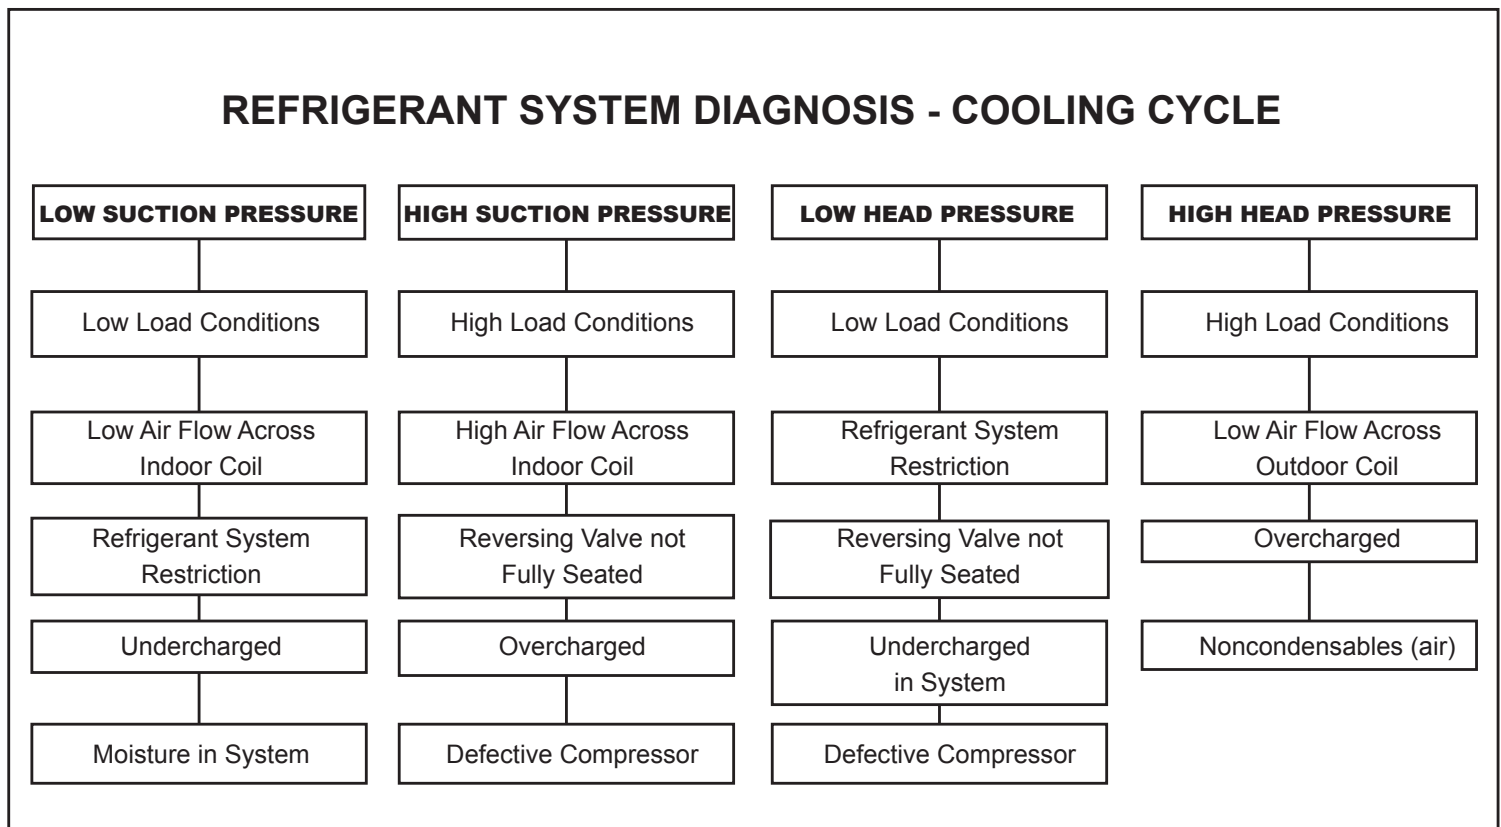 REFRIGERANT SYSTEM DIAGNOSIS - COOLING CYCLE
LOW SUCTION PRESSURE
Low Load Conditions
Low Air Flow Across
Indoor Coil
Refrigerant System
Restriction
Undercharged
Moisture in System
HIGH SUCTION PRESSURE
High Load Conditions
High Air Flow Across
Indoor Coil
Reversing Valve not
Fully Seated
Overcharged
Defective Compressor
LOW HEAD PRESSURE
Low Load Conditions
Refrigerant System
Restriction
Reversing Valve not
Fully Seated
Undercharged
in System
Defective Compressor
HIGH HEAD PRESSURE
High Load Conditions
Low Air Flow Across
Outdoor Coil
Overcharged
Noncondensables (air)